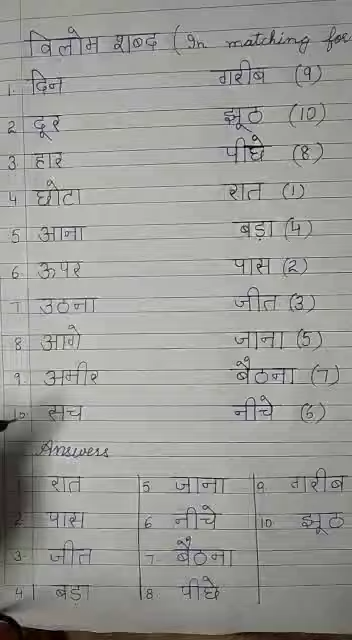 विलोम शब्द (In matching for
1. दिन गरीब (9)
2 दूर झूठ (10)
3 हार पीछे (8)
4 छोटा रात (1)
5 आना बड़ा (4)
6. ऊपर पास (2)
7 उठना जीत (3)
8 आगे जाना (5)
9. अमीर बैठना (7)
10. सच नीचे (6)
Answers
1 रात 5 जाना 9. गरीब
2. पास 6 नीचे 10. झूठ
3. जीत 7. बैठना
4 बड़ा 8. पीछे